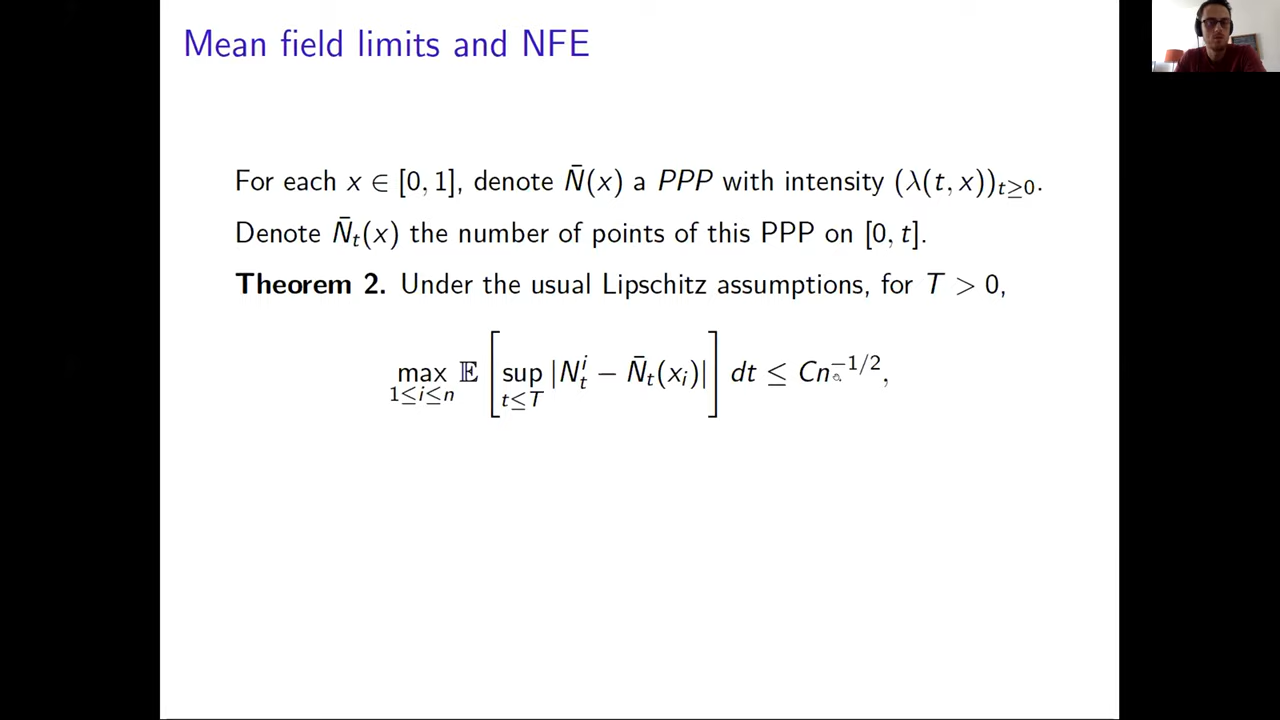 Mean field limits and NFE
For each x ∈ [0, 1], denote N̄(x) a PPP with intensity (λ(t, x))_{t≥0}.
Denote N̄_t(x) the number of points of this PPP on [0, t].
Theorem 2. Under the usual Lipschitz assumptions, for T > 0,
max_{1≤i≤n} 𝔼 [ sup_{t≤T} |N^i_t − N̄_t(x_i)| ] dt ≤ Cn^{−1/2},